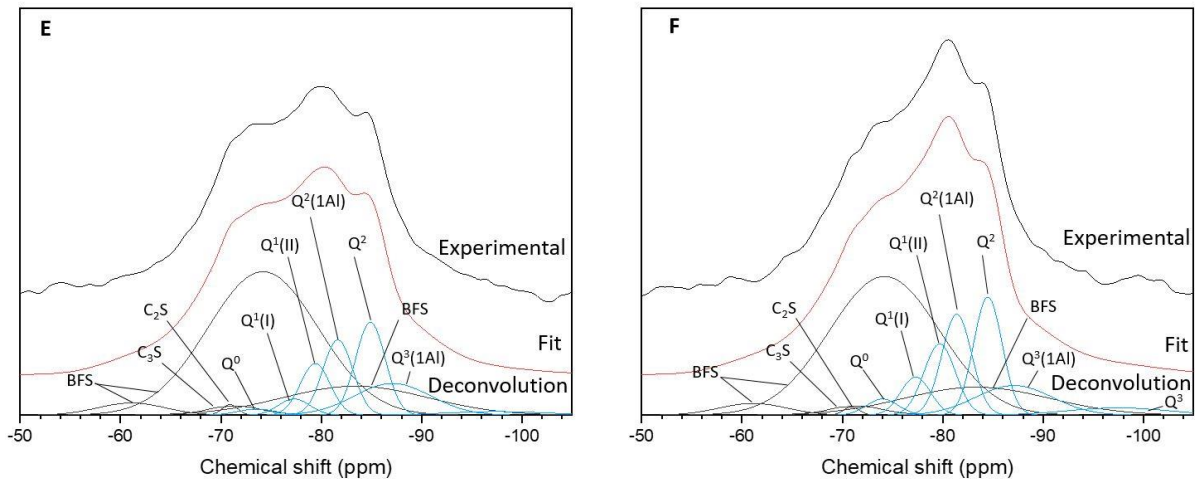 E
Experimental
Q²(1Al)
Q¹(II)
Q²
C₂S
Q¹(I)
BFS
Fit
C₃S
Q⁰
Q³(1Al)
BFS
Deconvolution
-50 -60 -70 -80 -90 -100
Chemical shift (ppm)
F
Experimental
Q²(1Al)
Q¹(II)
Q²
C₂S
Q¹(I)
BFS
Fit
C₃S
Q⁰
Q³(1Al)
BFS
Deconvolution
Q³
-50 -60 -70 -80 -90 -100
Chemical shift (ppm)